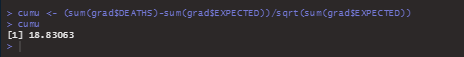 > cumu <- (sum(grad$DEATHS)-sum(grad$EXPECTED))/sqrt(sum(grad$EXPECTED))
> cumu
[1] 18.83063
>